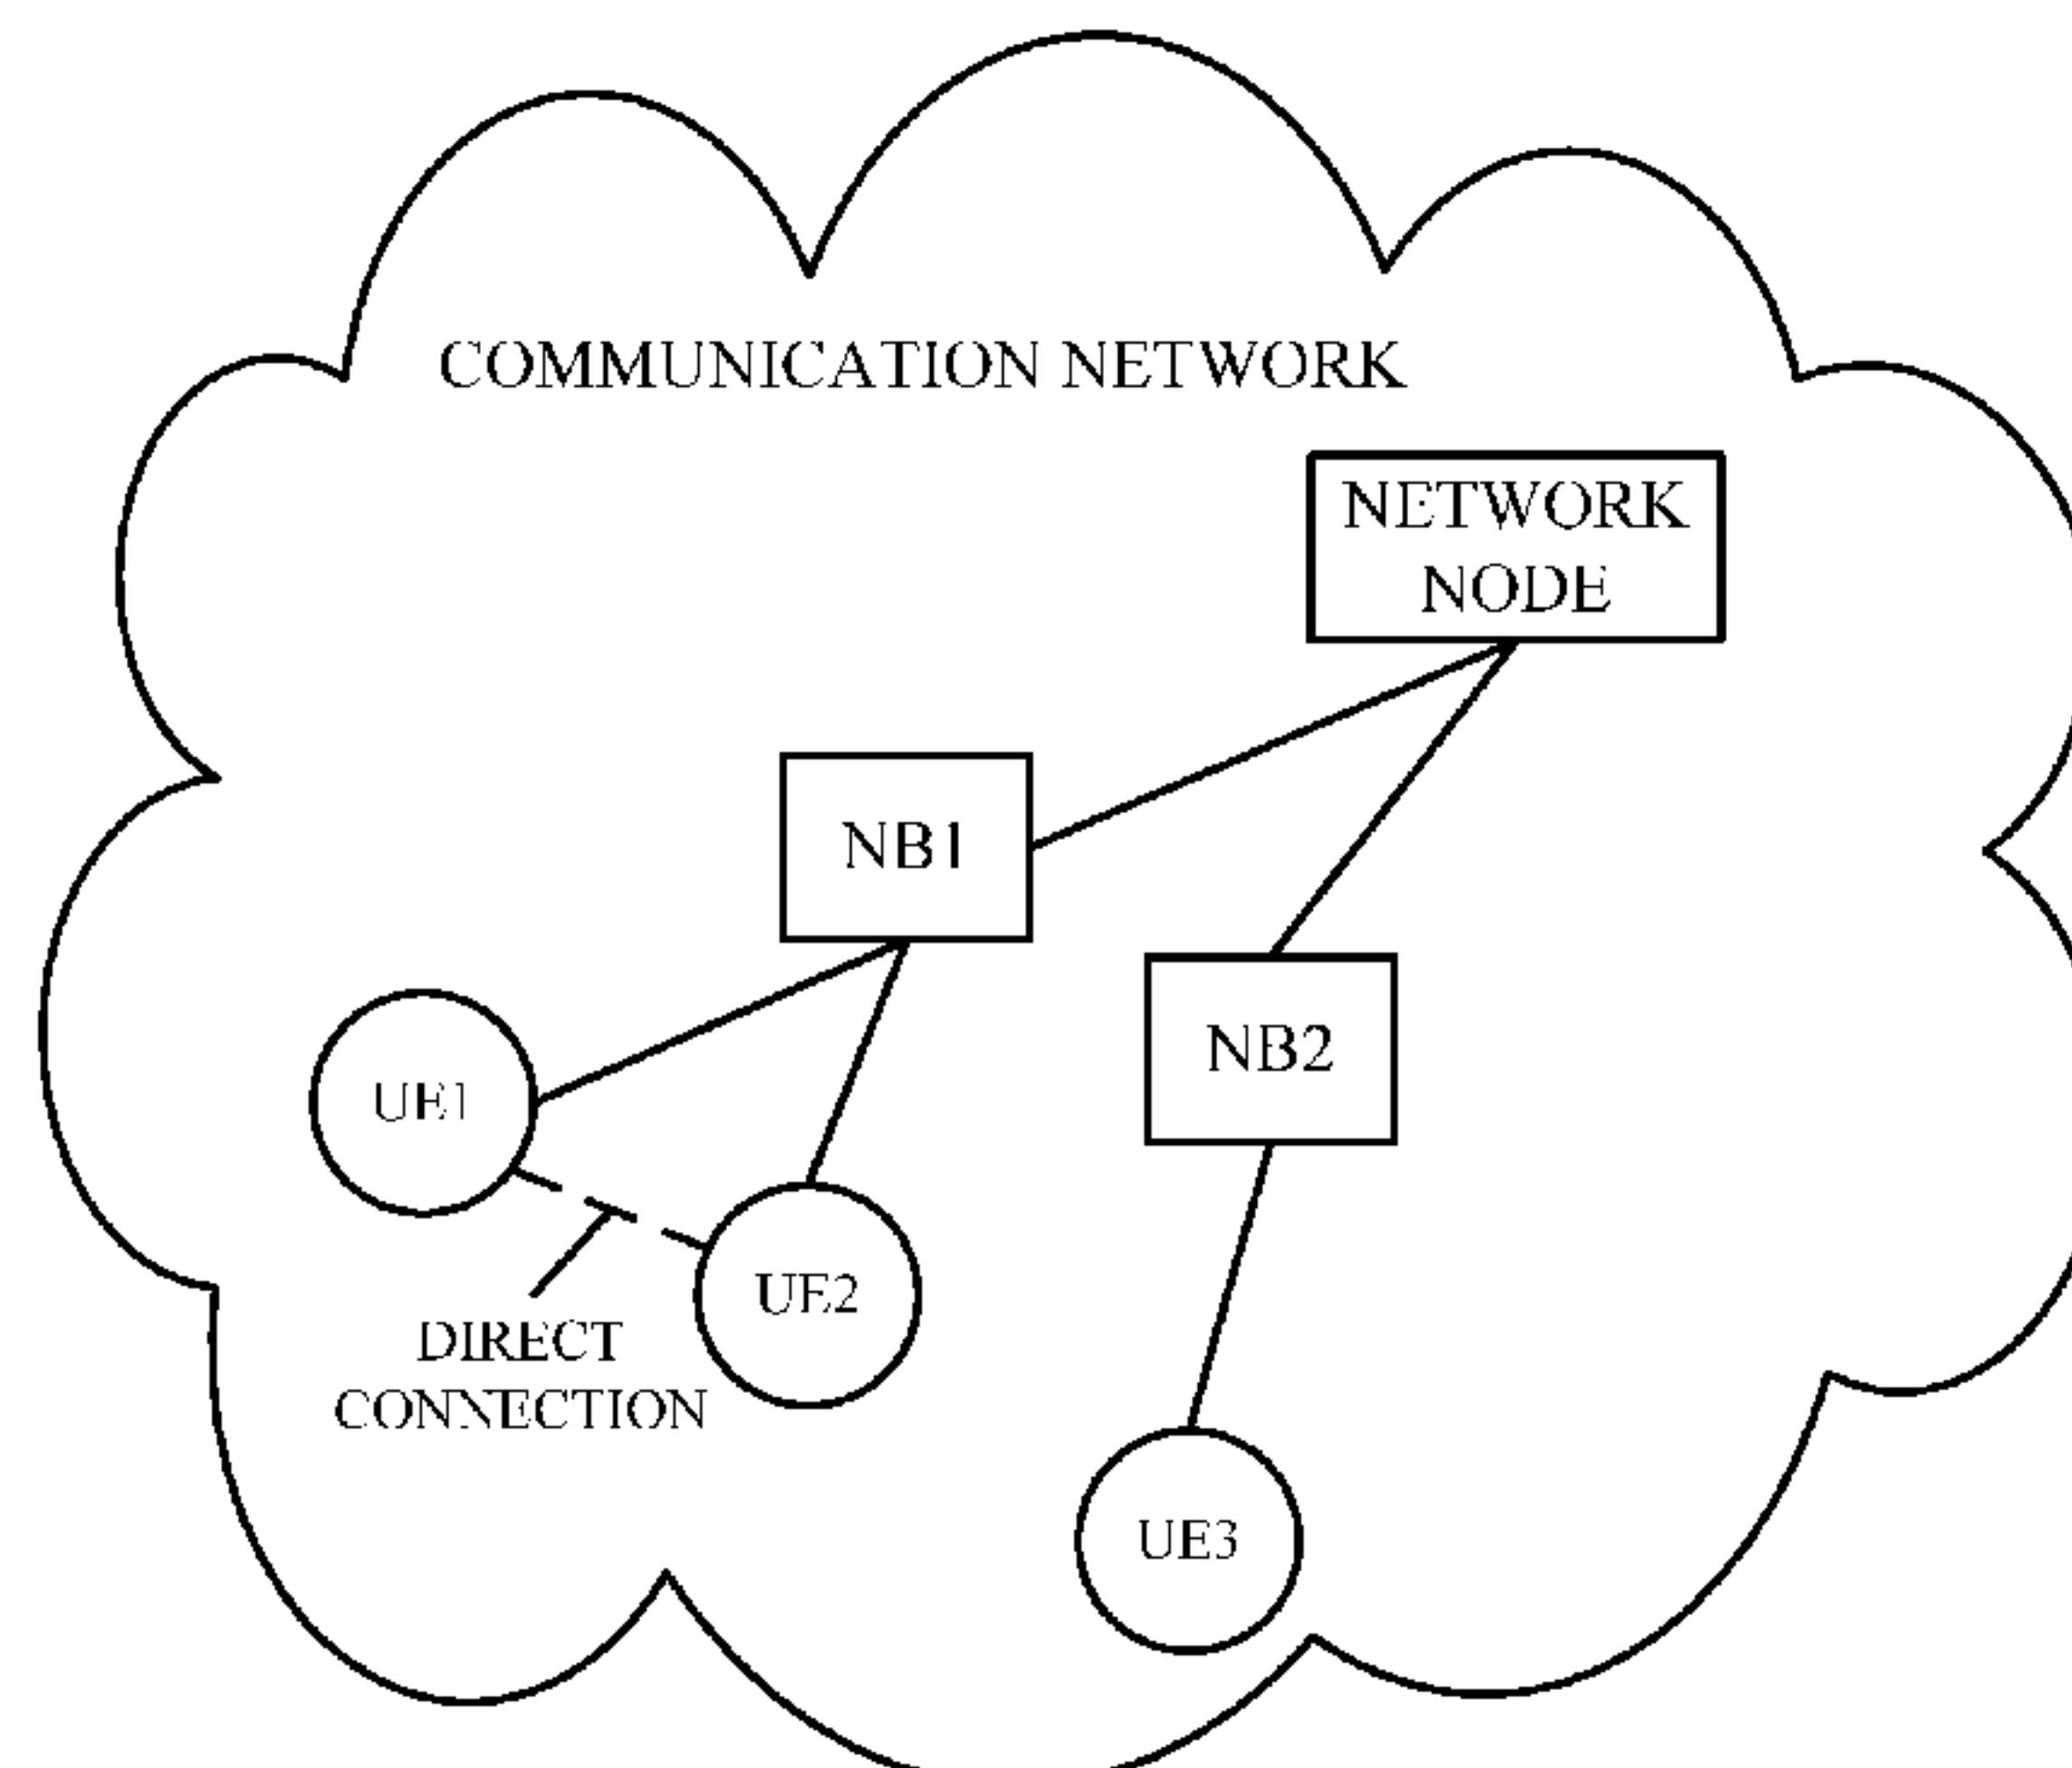 COMMUNICATION NETWORK
NETWORK
NODE
NB1
NB2
UE1
UE2
DIRECT
CONNECTION
UE3